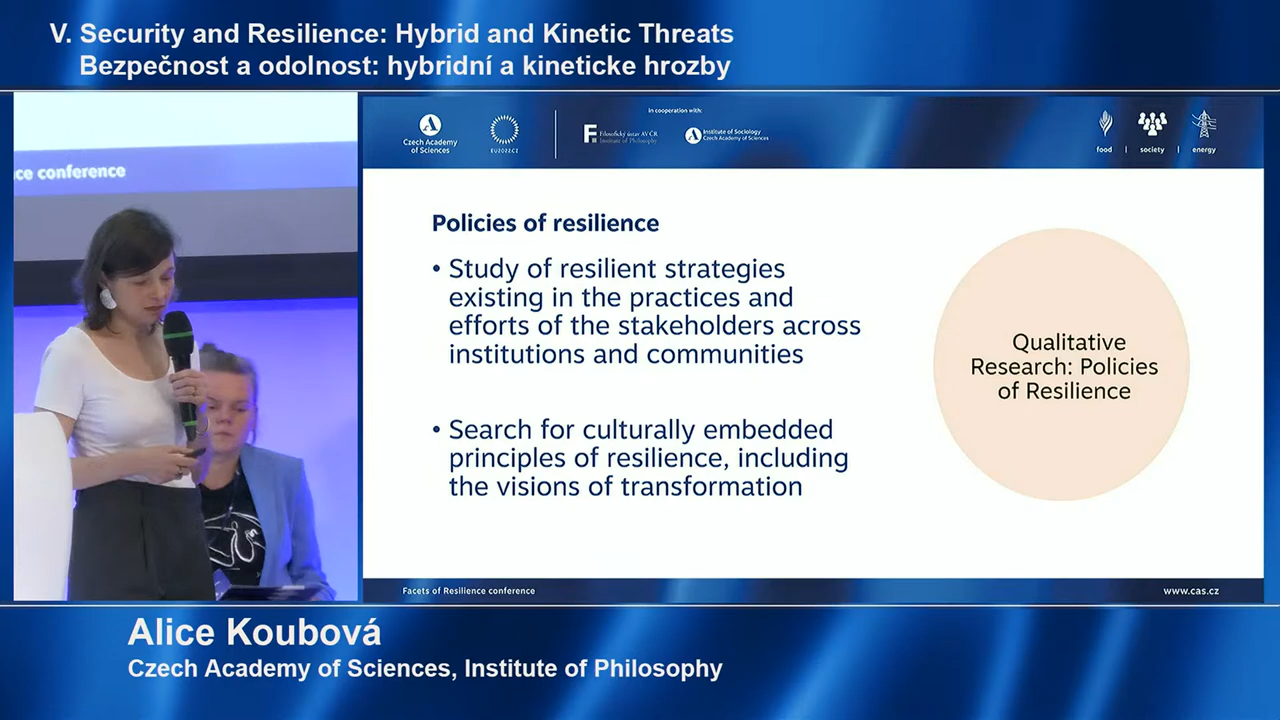 V. Security and Resilience: Hybrid and Kinetic Threats
Bezpečnost a odolnost: hybridní a kineticke hrozby
ce conference
Czech Academy
of Sciences
EU2022.CZ
In cooperation with:
Filosofický ústav AV ČR
Institute of Philosophy
Institute of Sociology
Czech Academy of Sciences
food | society | energy
Policies of resilience
• Study of resilient strategies
existing in the practices and
efforts of the stakeholders across
institutions and communities
• Search for culturally embedded
principles of resilience, including
the visions of transformation
Qualitative
Research: Policies
of Resilience
Facets of Resilience conference
www.cas.cz
Alice Koubová
Czech Academy of Sciences, Institute of Philosophy